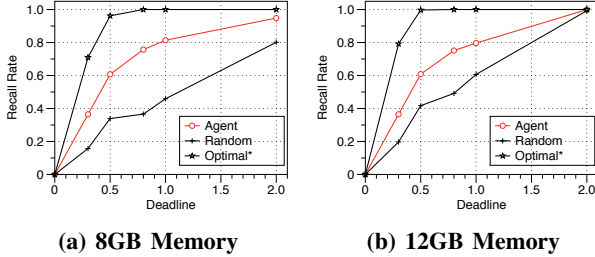 1.0
0.8
0.6
0.4
0.2
0
Recall Rate
Agent
Random
Optimal*
0 0.5 1.0 1.5 2.0
Deadline
(a) 8GB Memory
1.0
0.8
0.6
0.4
0.2
0
Recall Rate
Agent
Random
Optimal*
0 0.5 1.0 1.5 2.0
Deadline
(b) 12GB Memory